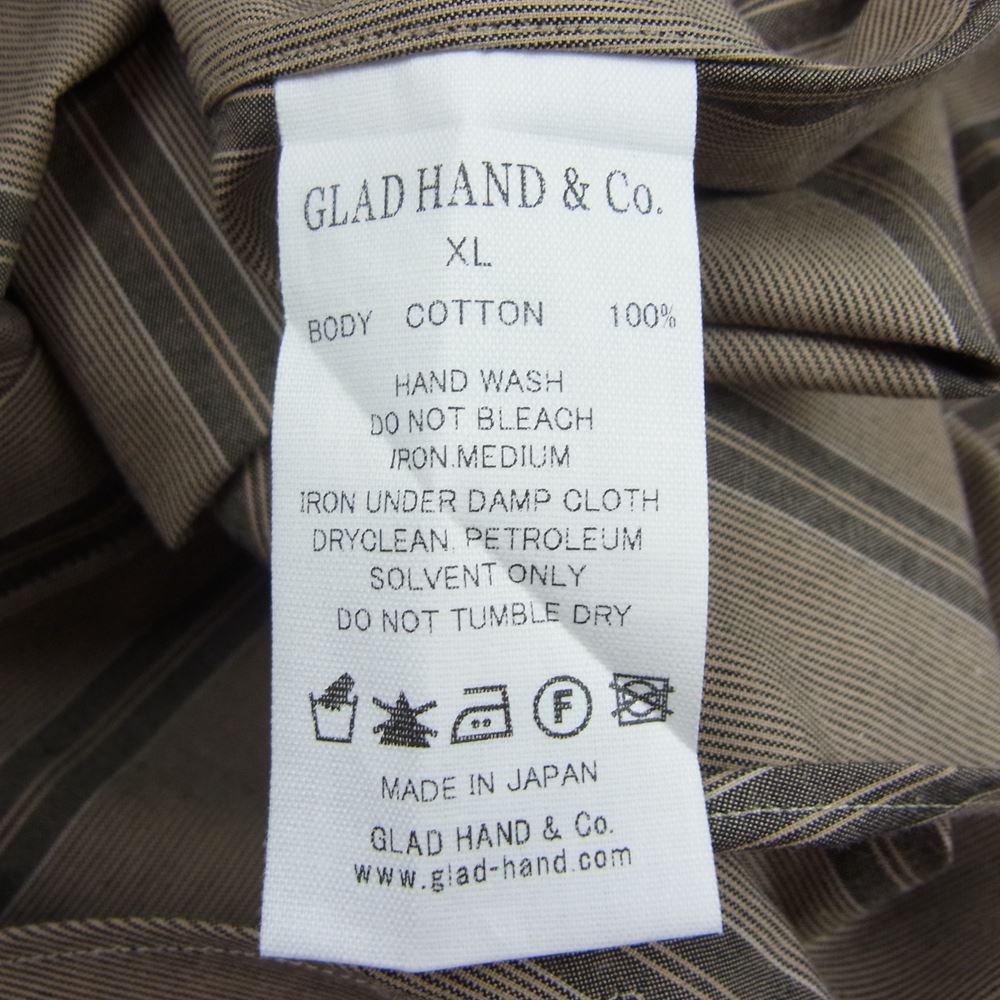 GLAD HAND & Co.
XL
BODY COTTON 100%
HAND WASH
DO NOT BLEACH
IRON.MEDIUM
IRON UNDER DAMP CLOTH
DRYCLEAN. PETROLEUM
SOLVENT ONLY
DO NOT TUMBLE DRY
F
MADE IN JAPAN
GLAD HAND & Co.
www.glad-hand.com